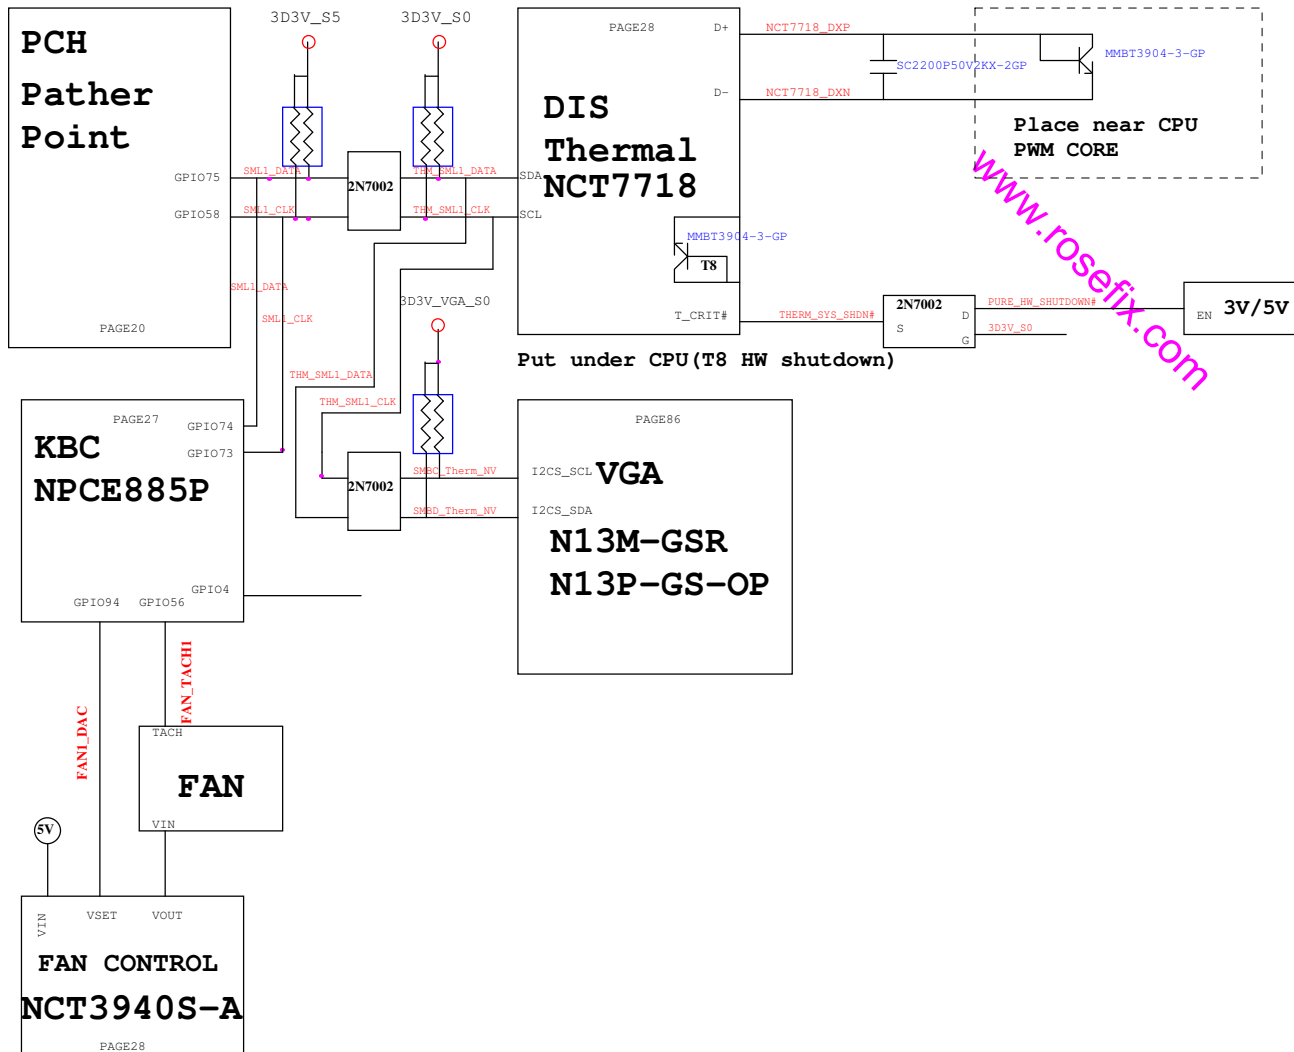 PCH
Pather
Point
GPIO75
GPIO58
PAGE20
3D3V_S5
3D3V_S0
SML1_DATA
SML1_CLK
2N7002
THM_SML1_DATA
THM_SML1_CLK
SDA
SCL
PAGE28
DIS
Thermal
NCT7718
D+
D-
NCT7718_DXP
NCT7718_DXN
SC2200P50V2KX-2GP
MMBT3904-3-GP
Place near CPU
PWM CORE
MMBT3904-3-GP
T8
T_CRIT#
THERM_SYS_SHDN#
2N7002
S
D
G
PURE_HW_SHUTDOWN#
3D3V_S0
EN
3V/5V
Put under CPU(T8 HW shutdown)
www.rosefix.com
SML1_DATA
SML1_CLK
3D3V_VGA_S0
THM_SML1_DATA
THM_SML1_CLK
PAGE27
KBC
NPCE885P
GPIO74
GPIO73
GPIO4
GPIO94
GPIO56
2N7002
SMBC_Therm_NV
SMBD_Therm_NV
PAGE86
I2CS_SCL
VGA
I2CS_SDA
N13M-GSR
N13P-GS-OP
FAN1_DAC
FAN_TACH1
TACH
FAN
VIN
5V
VIN
VSET
VOUT
FAN CONTROL
NCT3940S-A
PAGE28